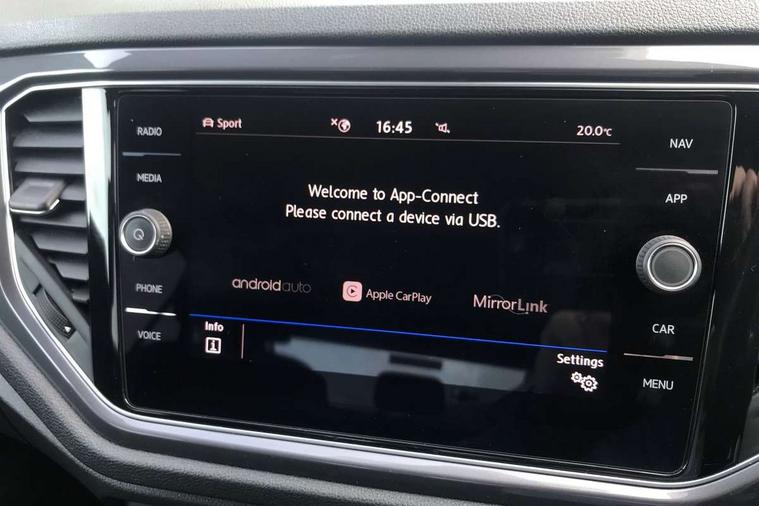 RADIO
MEDIA
PHONE
VOICE
Sport
16:45
20.0°C
Welcome to App-Connect
Please connect a device via USB.
androidauto
Apple CarPlay
MirrorLink
Info
i
Settings
NAV
APP
CAR
MENU